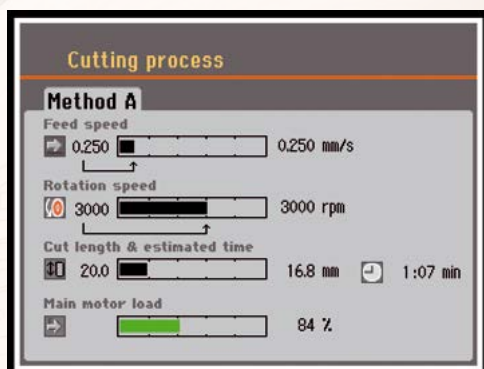 Cutting process
Method A
Feed speed
0.250 0.250 mm/s
Rotation speed
3000 3000 rpm
Cut length & estimated time
20.0 16.8 mm 1:07 min
Main motor load
84 %